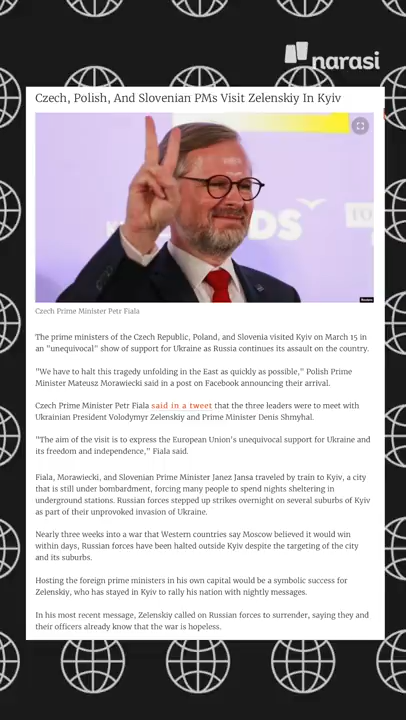 narasi
Czech, Polish, And Slovenian PMs Visit Zelenskiy In Kyiv
DS
Czech Prime Minister Petr Fiala
The prime ministers of the Czech Republic, Poland, and Slovenia visited Kyiv on March 15 in
an "unequivocal" show of support for Ukraine as Russia continues its assault on the country.
"We have to halt this tragedy unfolding in the East as quickly as possible," Polish Prime
Minister Mateusz Morawiecki said in a post on Facebook announcing their arrival.
Czech Prime Minister Petr Fiala said in a tweet that the three leaders were to meet with
Ukrainian President Volodymyr Zelenskiy and Prime Minister Denis Shmyhal.
"The aim of the visit is to express the European Union's unequivocal support for Ukraine and
its freedom and independence," Fiala said.
Fiala, Morawiecki, and Slovenian Prime Minister Janez Jansa traveled by train to Kyiv, a city
that is still under bombardment, forcing many people to spend nights sheltering in
underground stations. Russian forces stepped up strikes overnight on several suburbs of Kyiv
as part of their unprovoked invasion of Ukraine.
Nearly three weeks into a war that Western countries say Moscow believed it would win
within days, Russian forces have been halted outside Kyiv despite the targeting of the city
and its suburbs.
Hosting the foreign prime ministers in his own capital would be a symbolic success for
Zelenskiy, who has stayed in Kyiv to rally his nation with nightly messages.
In his most recent message, Zelenskiy called on Russian forces to surrender, saying they and
their officers already know that the war is hopeless.